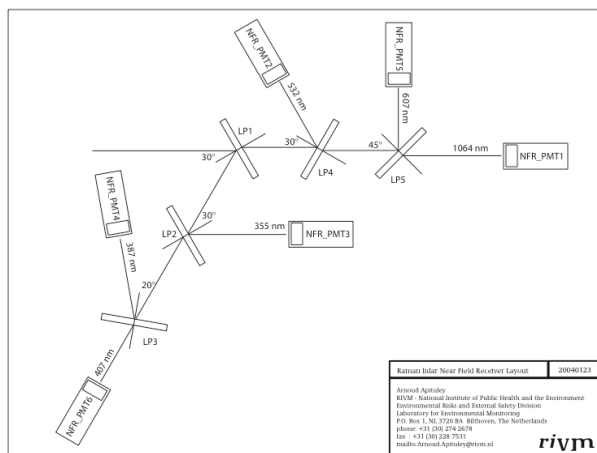 NFR_PMT2
532 nm
NFR_PMT5
607 nm
LP1
30°
30°
LP4
45°
1064 nm
NFR_PMT1
LP5
NFR_PMT4
387 nm
30°
LP2
355 nm
NFR_PMT3
20°
LP3
407 nm
NFR_PMT6
Raman lidar Near Field Receiver Layout 20040123
Arnoud Apituley
RIVM - National Institute of Public Health and the Environment
Environmental Risks and External Safety Division
Laboratory for Environmental Monitoring
P.O. Box 1, NL 3720 BA Bilthoven, The Netherlands
phone: +31 (30) 274 2678
fax : +31 (30) 228 7531
mailto:Arnoud.Apituley@rivm.nl
rivm